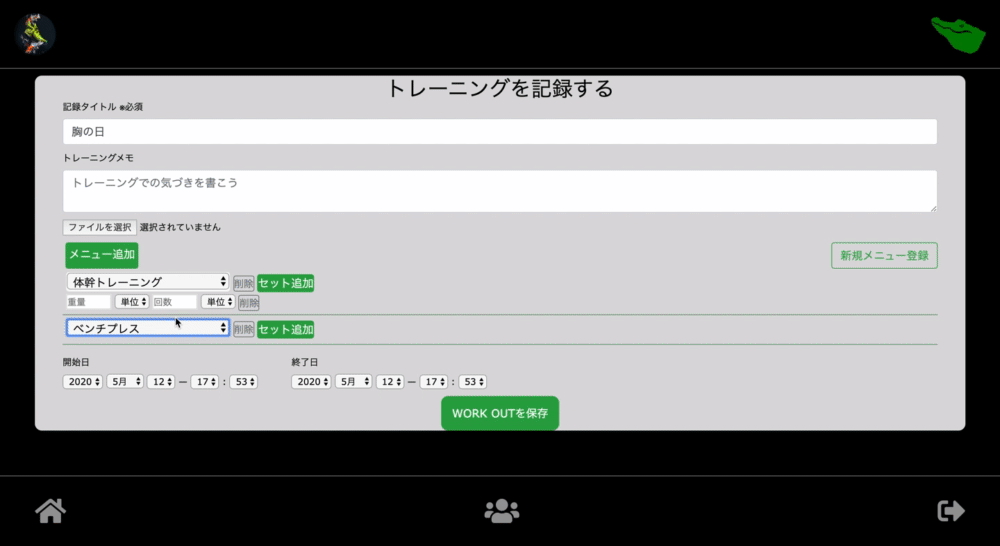 トレーニングを記録する
記録タイトル ※必須
胸の日
トレーニングメモ
トレーニングでの気づきを書こう
ファイルを選択 選択されていません
メニュー追加 新規メニュー登録
体幹トレーニング 削除 セット追加
重量 単位 回数 単位 削除
ベンチプレス 削除 セット追加
開始日 終了日
2020 5月 12 — 17 : 53 2020 5月 12 — 17 : 53
WORK OUTを保存